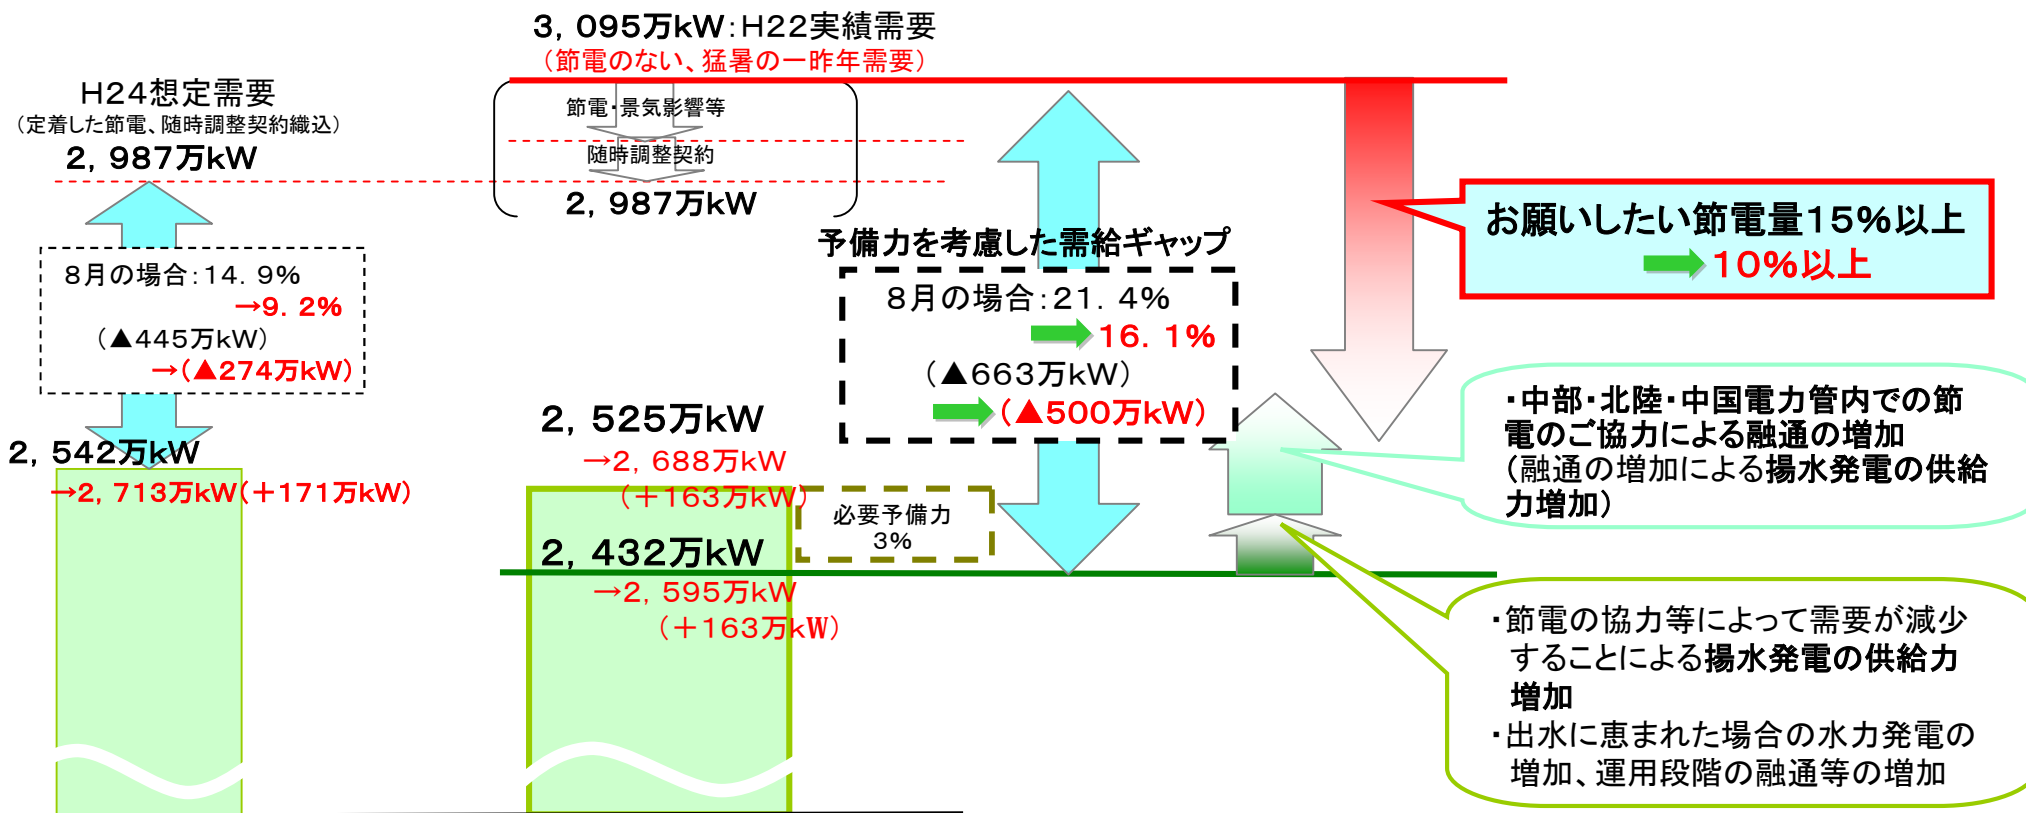 3，095万kW：H22実績需要
（節電のない、猛暑の一昨年需要）
H24想定需要
（定着した節電、随時調整契約織込）
2，987万kW
節電・景気影響等
随時調整契約
2，987万kW
8月の場合：14．9%
→9．2%
（▲445万kW）
→（▲274万kW）
2，542万kW
→2，713万kW（＋171万kW）
2，525万kW
→2，688万kW
（＋163万kW）
2，432万kW
→2，595万kW
（＋163万kW）
必要予備力
3%
予備力を考慮した需給ギャップ
8月の場合：21．4%
16．1%
（▲663万kW）
（▲500万kW）
お願いしたい節電量15%以上
10%以上
・中部・北陸・中国電力管内での節
電のご協力による融通の増加
（融通の増加による揚水発電の供給
力増加）
・節電の協力等によって需要が減少
することによる揚水発電の供給力
増加
・出水に恵まれた場合の水力発電の
増加、運用段階の融通等の増加